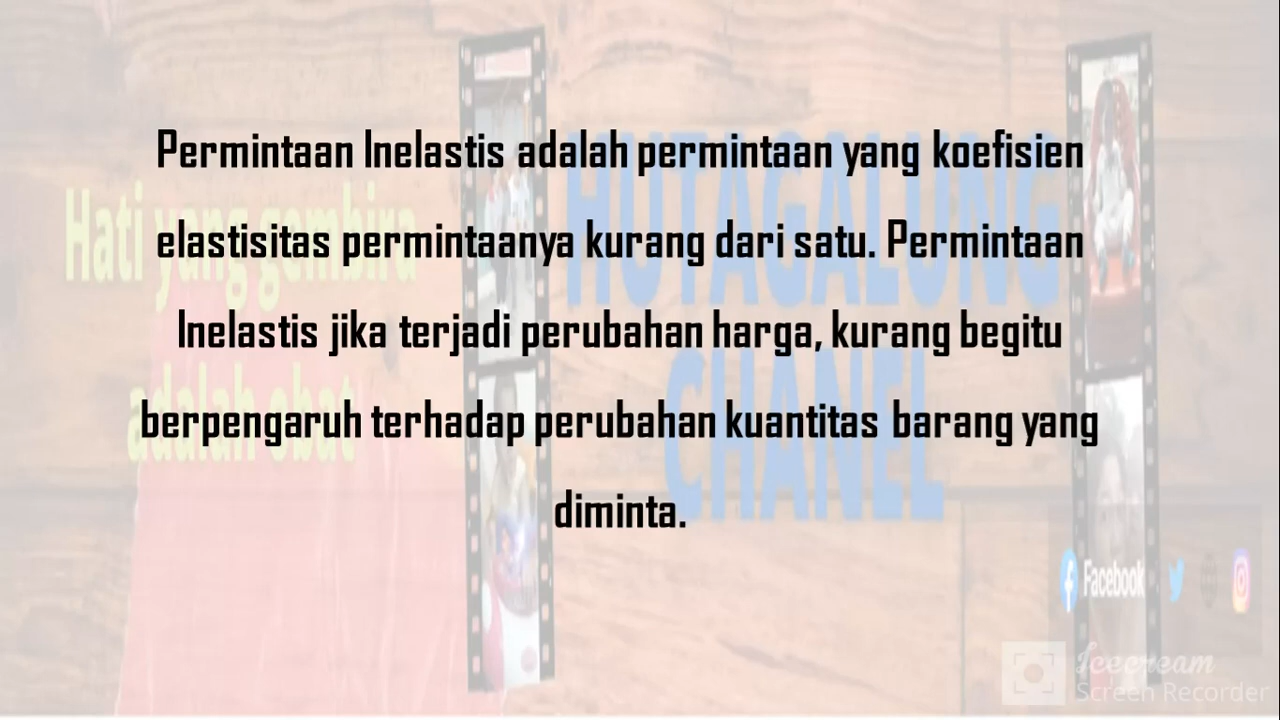 Permintaan Inelastis adalah permintaan yang koefisien
elastisitas permintaanya kurang dari satu. Permintaan
Inelastis jika terjadi perubahan harga, kurang begitu
berpengaruh terhadap perubahan kuantitas barang yang
diminta.
Hati yang gembira
adalah obat
HUTAGALUNG
CHANEL
Facebook
Icecream
Screen Recorder